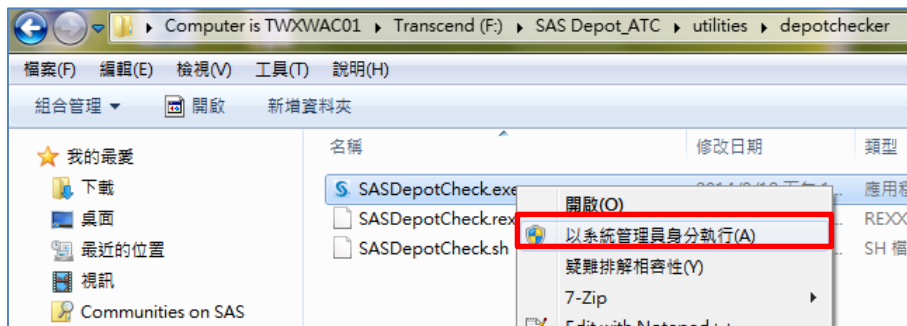 Computer is TWXWAC01 ▸ Transcend (F:) ▸ SAS Depot_ATC ▸ utilities ▸ depotchecker
檔案(F) 編輯(E) 檢視(V) 工具(T) 說明(H)
組合管理 開啟 新增資料夾
名稱 修改日期 類型
我的最愛
下載
桌面
最近的位置
視訊
Communities on SAS
SASDepotCheck.exe
SASDepotCheck.rex REXX
SASDepotCheck.sh SH 檔
開啟(O)
以系統管理員身分執行(A)
疑難排解相容性(Y)
7-Zip
Edit with Notepad++